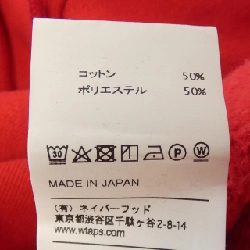 コットン 50%
ポリエステル 50%
30 P W
MADE IN JAPAN
(有) ネイバーフッド
東京都渋谷区千駄ヶ谷2-8-14
www.wtaps.com